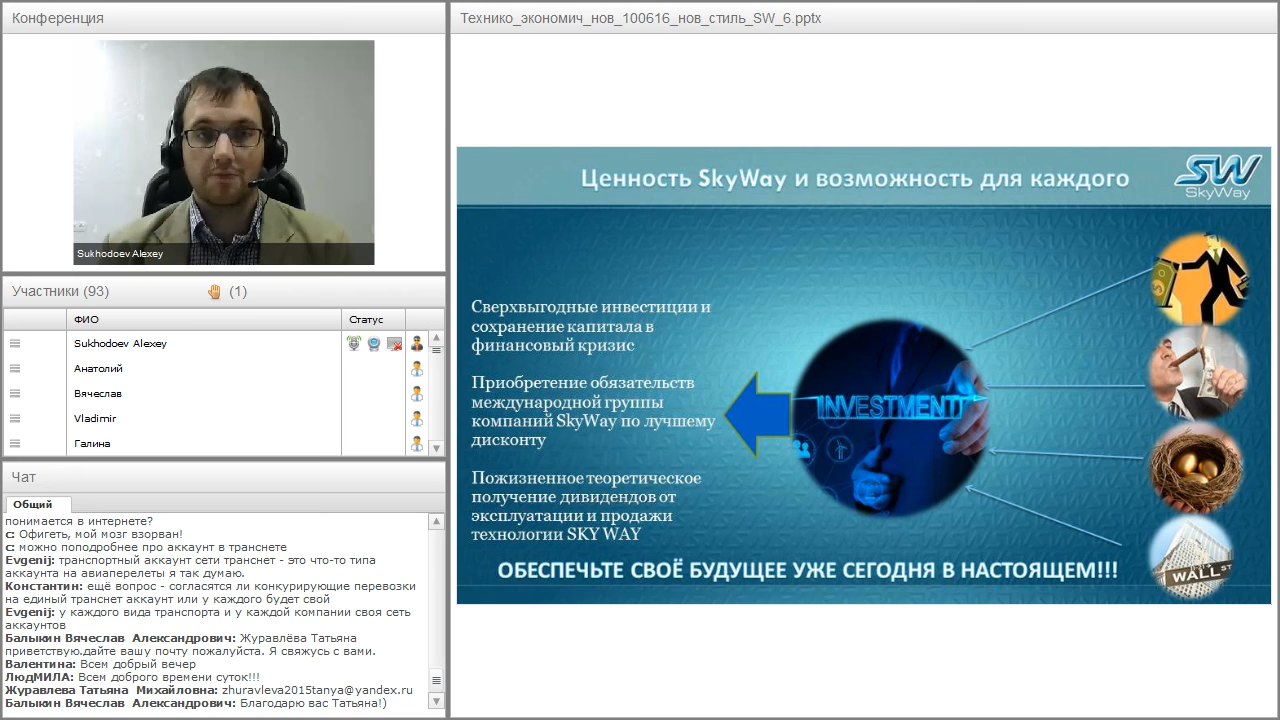 Конференция
Sukhodoev Alexey
Участники (93)
(1)
ФИО
Статус
Sukhodoev Alexey
Анатолий
Вячеслав
Vladimir
Галина
Чат
Общий
понимается в интернете?
с: Офигеть, мой мозг взорван!
с: можно поподробнее про аккаунт в транснете
Evgenij: транспортный аккаунт сети транснет - это что-то типа
аккаунта на авиаперелеты я так думаю.
Константин: ещё вопрос - согласятся ли конкурирующие перевозки
на единый транснет аккаунт или у каждого будет свой
Evgenij: у каждого вида транспорта и у каждой компании своя сеть
аккаунтов
Балыкин Вячеслав Александрович: Журавлёва Татьяна
приветствую.дайте вашу почту пожалуйста. Я свяжусь с вами.
Валентина: Всем добрый вечер
ЛюдМИЛА: Всем доброго времени суток!!!
Журавлева Татьяна Михайловна: zhuravleva2015tanya@yandex.ru
Балыкин Вячеслав Александрович: Благодарю вас Татьяна!)
Технико_экономич_нов_100616_нов_стиль_SW_6.pptx
Ценность SkyWay и возможность для каждого
SW
SkyWay
Сверхвыгодные инвестиции и
сохранение капитала в
финансовый кризис
Приобретение обязательств
международной группы
компаний SkyWay по лучшему
дисконту
Пожизненное теоретическое
получение дивидендов от
эксплуатации и продажи
технологии SKY WAY
INVESTMENT
WALL ST
ОБЕСПЕЧЬТЕ СВОЁ БУДУЩЕЕ УЖЕ СЕГОДНЯ В НАСТОЯЩЕМ!!!